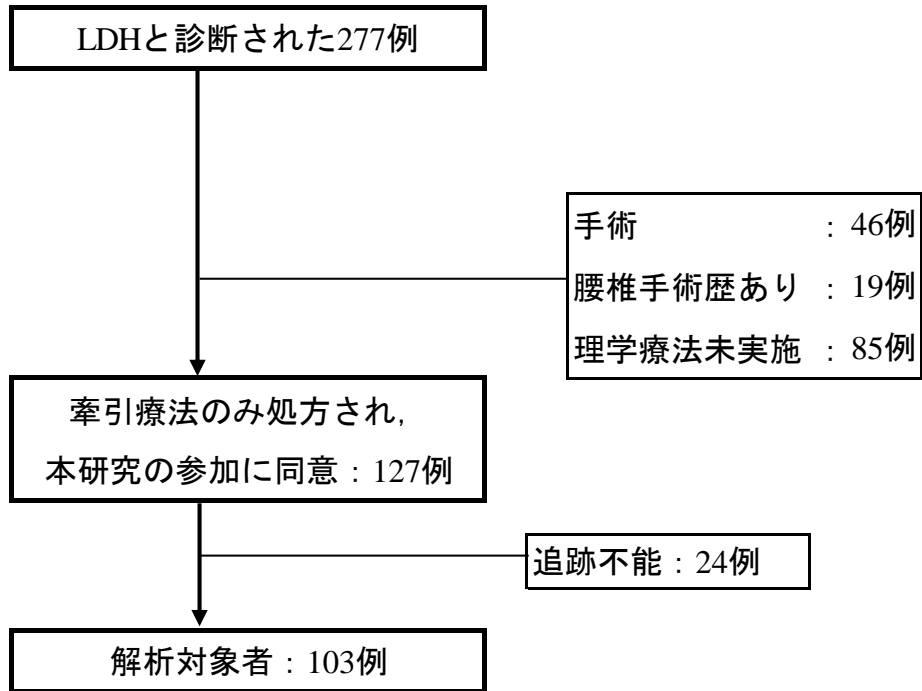 LDHと診断された277例
手術 : 46例
腰椎手術歴あり : 19例
理学療法未実施 : 85例
牽引療法のみ処方され,
本研究の参加に同意 : 127例
追跡不能 : 24例
解析対象者 : 103例